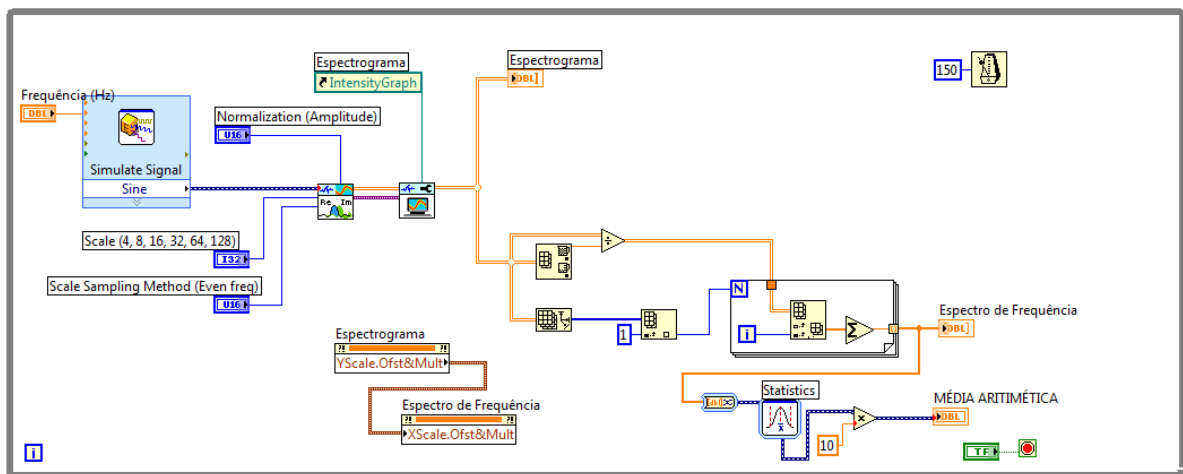 Espectrograma
IntensityGraph
Espectrograma
DBL]
150
Frequência (Hz)
DBL
Normalization (Amplitude)
U16
Simulate Signal
Sine
Re Im
Scale (4, 8, 16, 32, 64, 128)
I32
Scale Sampling Method (Even freq)
U16
÷
N
1
i
Σ
Espectro de Frequência
DBL]
Espectrograma
YScale.Ofst&Mult
Espectro de Frequência
XScale.Ofst&Mult
Statistics
x
10
MÉDIA ARITIMÉTICA
DBL
TF
i